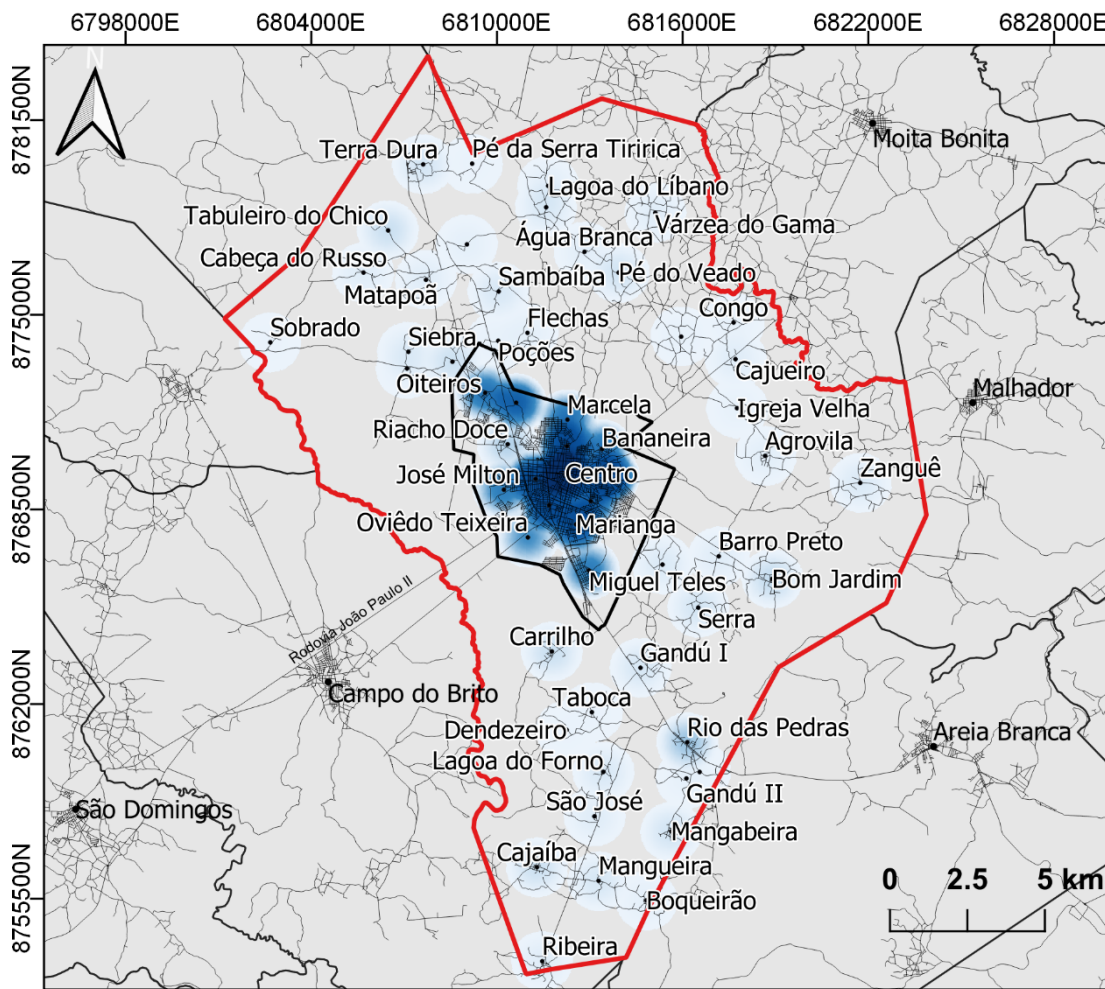 6798000E 6804000E 6810000E 6816000E 6822000E 6828000E
N
8781500N
Moita Bonita
Terra Dura
Pé da Serra Tiririca
Lagoa do Líbano
Tabuleiro do Chico
Várzea do Gama
Água Branca
Cabeça do Russo
Sambaíba
Pé do Veado
Matapoã
8775000N
Congo
Flechas
Sobrado
Siebra
Poções
Cajueiro
Oiteiros
Malhador
Marcela
Igreja Velha
Riacho Doce
Bananeira
Agrovila
José Milton
Centro
Zanguê
8768500N
Oviêdo Teixeira
Marianga
Barro Preto
Miguel Teles
Bom Jardim
Serra
Rodovia João Paulo II
Carrilho
Gandú I
8762000N
Campo do Brito
Taboca
Dendezeiro
Rio das Pedras
Areia Branca
Lagoa do Forno
Gandú II
São José
São Domingos
Mangabeira
Cajaíba
Mangueira
8755500N
Boqueirão
0 2.5 5 km
Ribeira